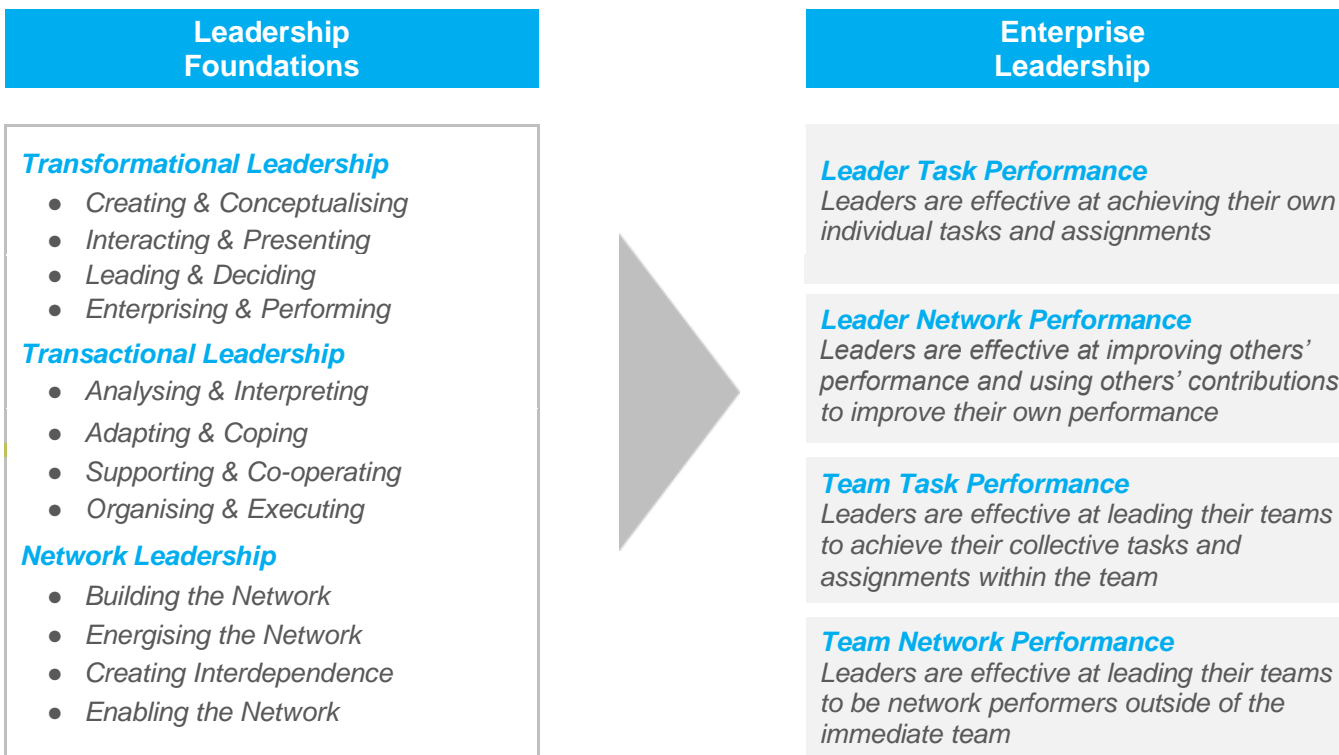 Leadership
Foundations
Transformational Leadership
● Creating & Conceptualising
● Interacting & Presenting
● Leading & Deciding
● Enterprising & Performing
Transactional Leadership
● Analysing & Interpreting
● Adapting & Coping
● Supporting & Co-operating
● Organising & Executing
Network Leadership
● Building the Network
● Energising the Network
● Creating Interdependence
● Enabling the Network
Enterprise
Leadership
Leader Task Performance
Leaders are effective at achieving their own
individual tasks and assignments
Leader Network Performance
Leaders are effective at improving others’
performance and using others’ contributions
to improve their own performance
Team Task Performance
Leaders are effective at leading their teams
to achieve their collective tasks and
assignments within the team
Team Network Performance
Leaders are effective at leading their teams
to be network performers outside of the
immediate team